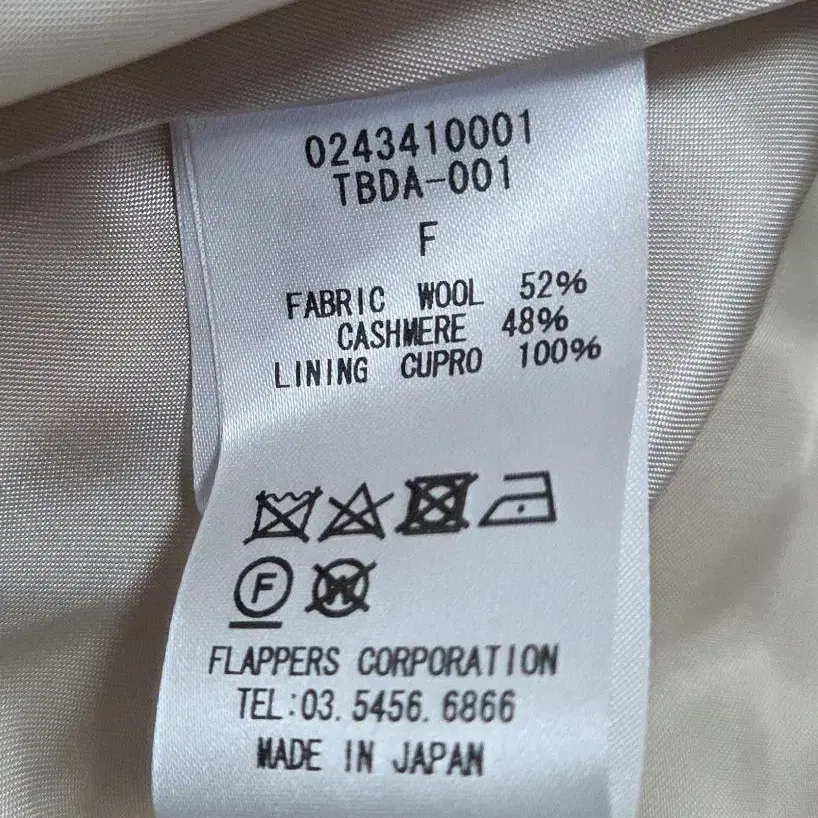 0243410001
TBDA-001
F
FABRIC WOOL 52%
CASHMERE 48%
LINING CUPRO 100%
F W
FLAPPERS CORPORATION
TEL:03.5456.6866
MADE IN JAPAN